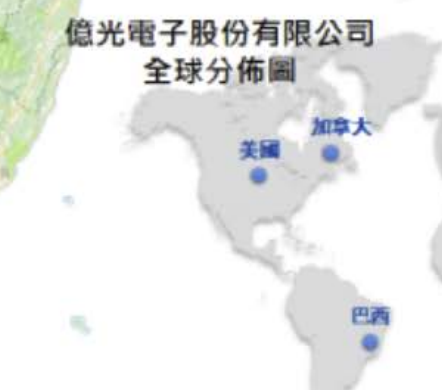 億光電子股份有限公司
全球分佈圖
加拿大
美國
巴西